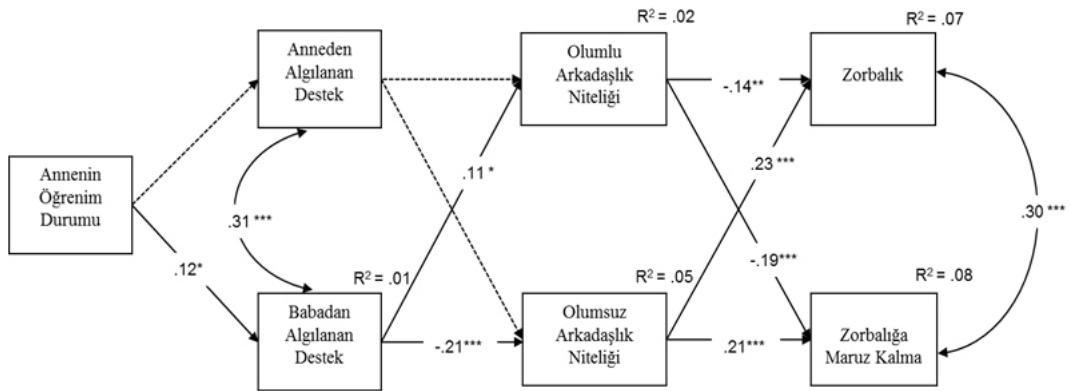 R² = .02
R² = .07
Anneden
Algılanan
Destek
Olumlu
Arkadaşlık
Niteliği
Zorbalık
-.14**
Annenin
Öğrenim
Durumu
.11 *
.23 ***
.31 ***
.30 ***
.12*
-.19***
R² = .01
R² = .05
R² = .08
Babadan
Algılanan
Destek
-.21***
Olumsuz
Arkadaşlık
Niteliği
.21***
Zorbalığa
Maruz Kalma